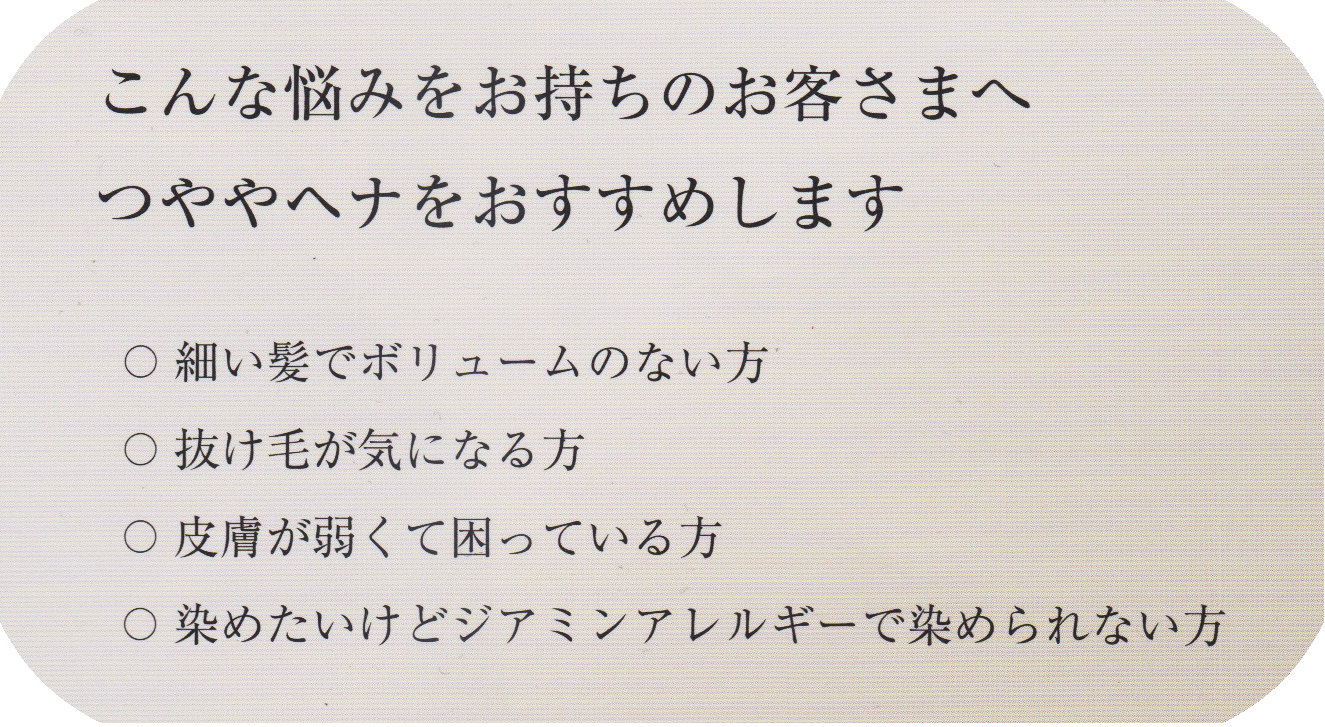 こんな悩みをお持ちのお客さまへ
つややヘナをおすすめします
○ 細い髪でボリュームのない方
○ 抜け毛が気になる方
○ 皮膚が弱くて困っている方
○ 染めたいけどジアミンアレルギーで染められない方